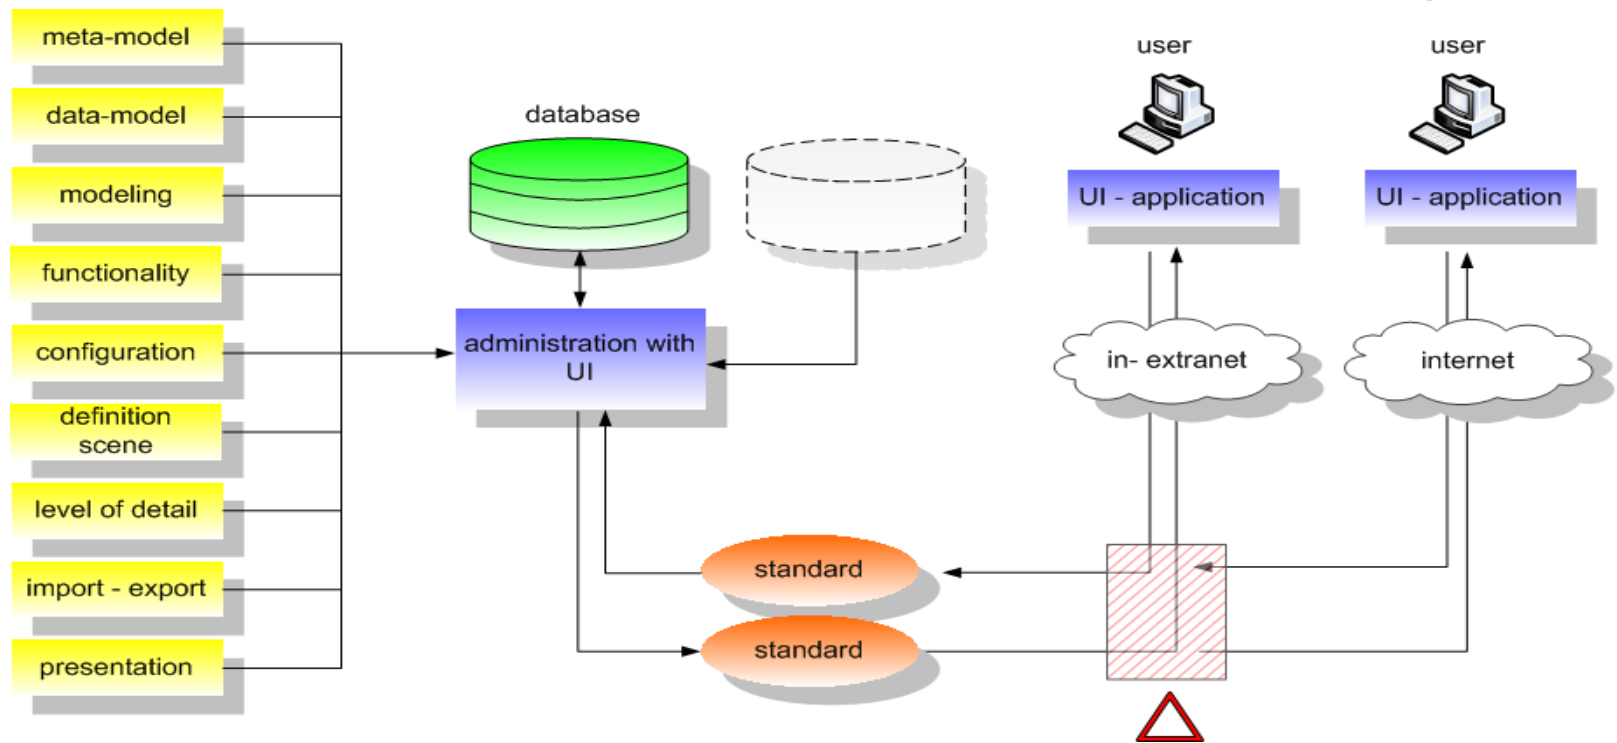 meta-model
data-model
modeling
functionality
configuration
definition
scene
level of detail
import - export
presentation
database
administration with
UI
standard
standard
user
UI - application
in- extranet
user
UI - application
internet